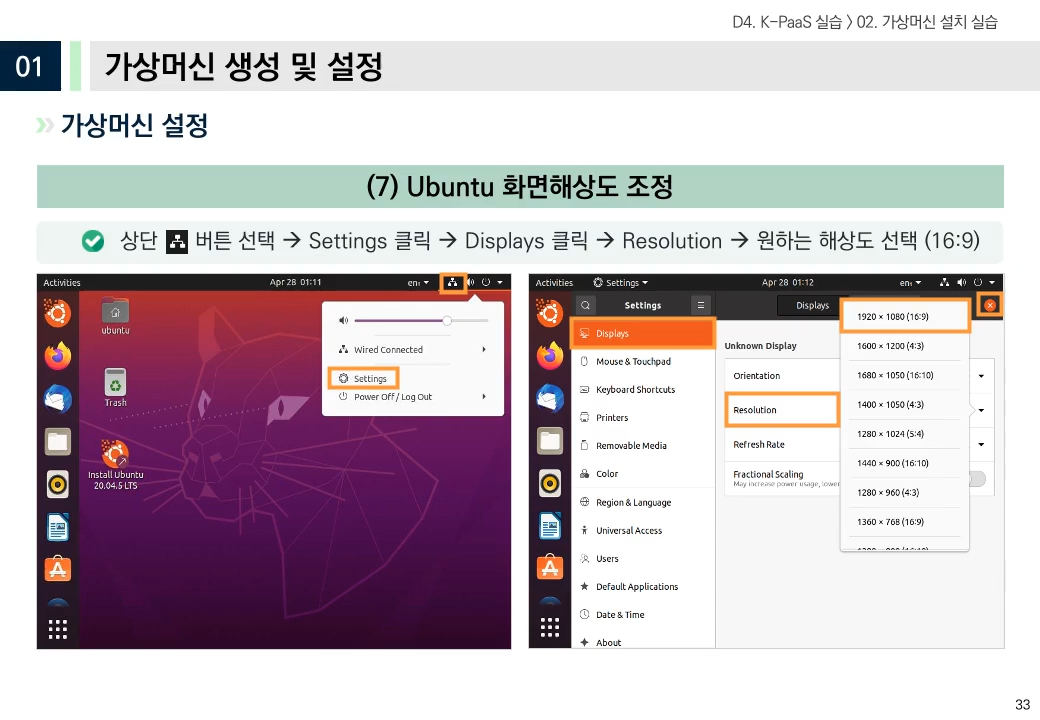 D4. K-PaaS 실습 > 02. 가상머신 설치 실습
01
가상머신 생성 및 설정
가상머신 설정
(7) Ubuntu 화면해상도 조정
상단 버튼 선택 → Settings 클릭 → Displays 클릭 → Resolution → 원하는 해상도 선택 (16:9)
Activities
Apr 28 01:11
en₁
ubuntu
Trash
Install Ubuntu
20.04.5 LTS
Wired Connected
Settings
Power Off / Log Out
Activities
Settings
Apr 28 01:12
en₁
Settings
Displays
Displays
Mouse & Touchpad
Keyboard Shortcuts
Printers
Removable Media
Color
Region & Language
Universal Access
Users
Default Applications
Date & Time
About
Unknown Display
Orientation
Resolution
Refresh Rate
Fractional Scaling
May increase power usage, lower
1920 × 1080 (16:9)
1600 × 1200 (4:3)
1680 × 1050 (16:10)
1400 × 1050 (4:3)
1280 × 1024 (5:4)
1440 × 900 (16:10)
1280 × 960 (4:3)
1360 × 768 (16:9)
33